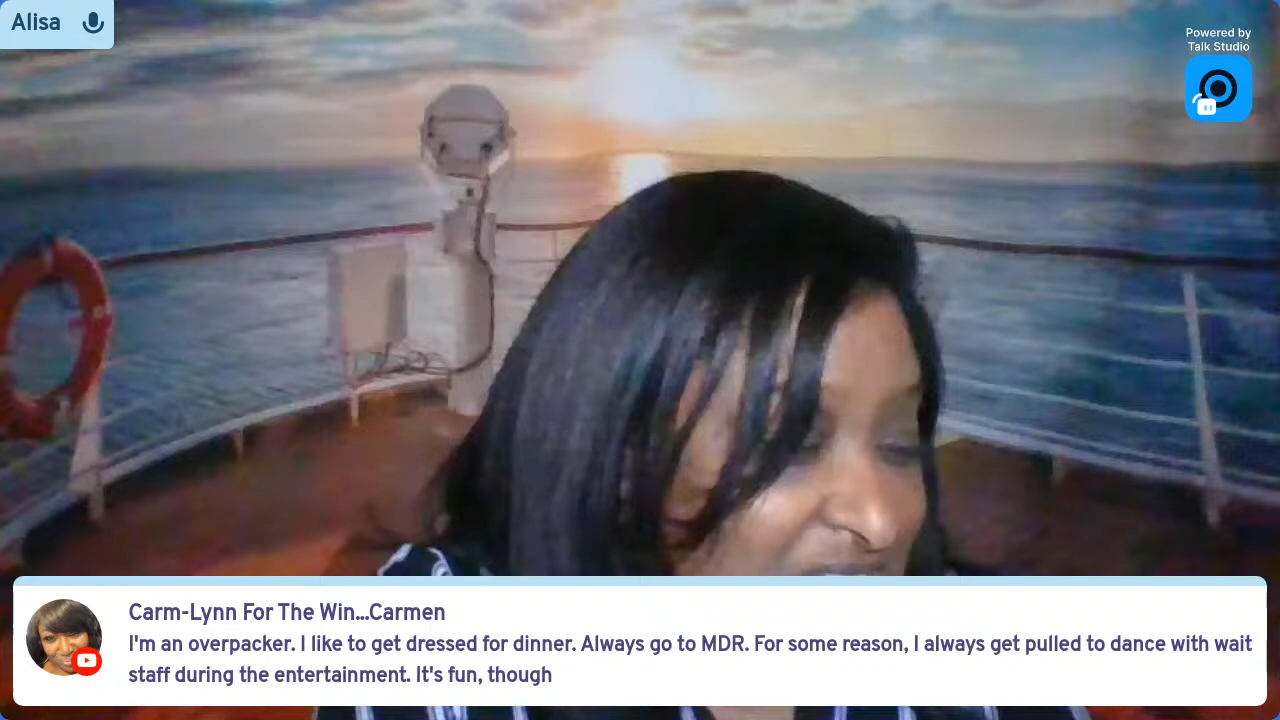 Alisa
Powered by
Talk Studio
Carm-Lynn For The Win...Carmen
I'm an overpacker. I like to get dressed for dinner. Always go to MDR. For some reason, I always get pulled to dance with wait
staff during the entertainment. It's fun, though